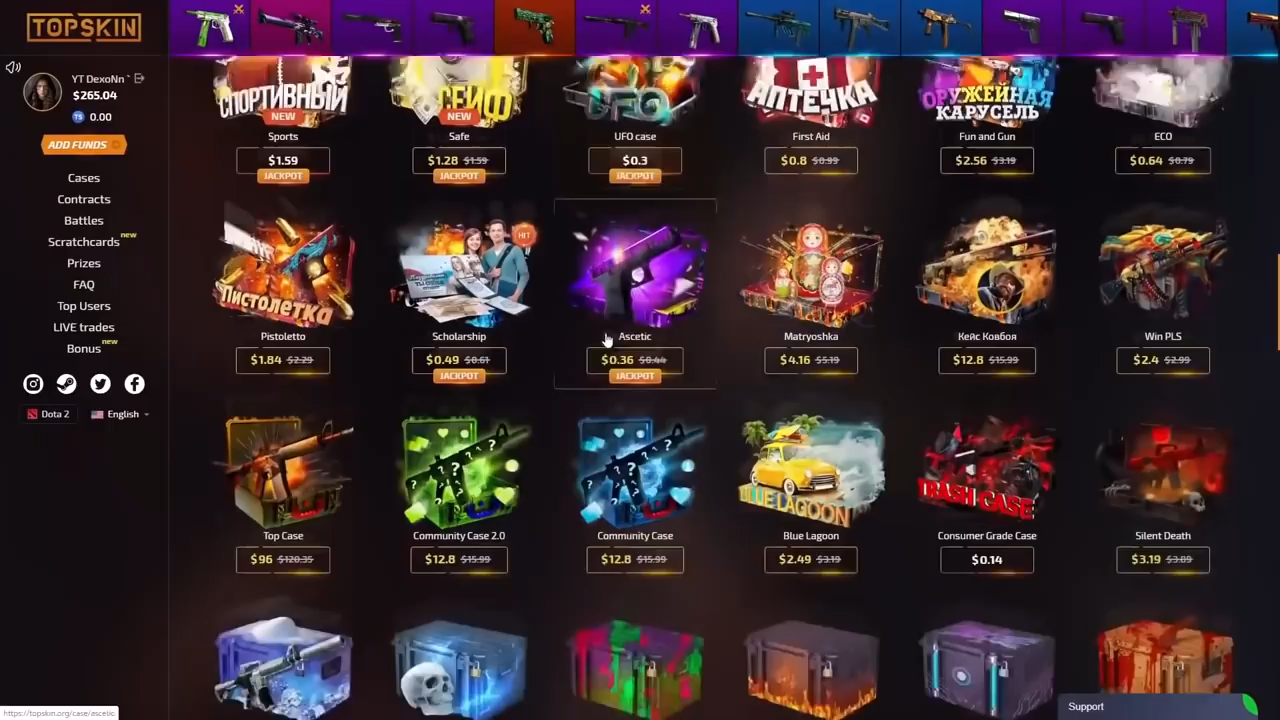 TOPSKIN
YT DexoNn ~
$265.04
TS 0.00
ADD FUNDS
Cases
Contracts
Battles
Scratchcards new
Prizes
FAQ
Top Users
LIVE trades
Bonus new
Dota 2 English
СПОРТИВНЫЙ СЕЙФ UFO АПТЕЧКА ОРУЖЕЙНАЯ КАРУСЕЛЬ
NEW NEW
Sports Safe UFO case First Aid Fun and Gun ECO
$1.59 $1.28 $1.59 $0.3 $0.8 $0.99 $2.56 $3.19 $0.64 $0.79
JACKPOT JACKPOT JACKPOT
HIT
Пистолетка
Pistoletto Scholarship Ascetic Matryoshka Кейс Ковбоя Win PLS
$1.84 $2.29 $0.49 $0.61 $0.36 $0.44 $4.16 $5.19 $12.8 $15.99 $2.4 $2.99
JACKPOT JACKPOT
? ? ? ? ? ?
BLUE LAGOON TRASH CASE
Top Case Community Case 2.0 Community Case Blue Lagoon Consumer Grade Case Silent Death
$96 $120.35 $12.8 $15.99 $12.8 $15.99 $2.49 $3.19 $0.14 $3.19 $3.89
Support
https://topskin.org/case/ascetic